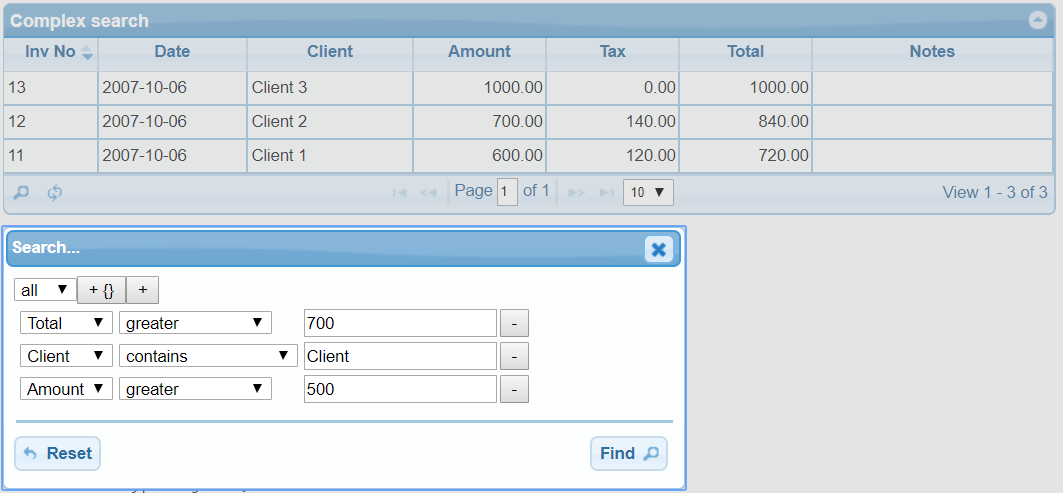 Complex search
Inv No Date Client Amount Tax Total Notes
13 2007-10-06 Client 3 1000.00 0.00 1000.00
12 2007-10-06 Client 2 700.00 140.00 840.00
11 2007-10-06 Client 1 600.00 120.00 720.00
Page 1 of 1 10 View 1 - 3 of 3
Search...
all + {} +
Total greater 700 -
Client contains Client -
Amount greater 500 -
Reset Find